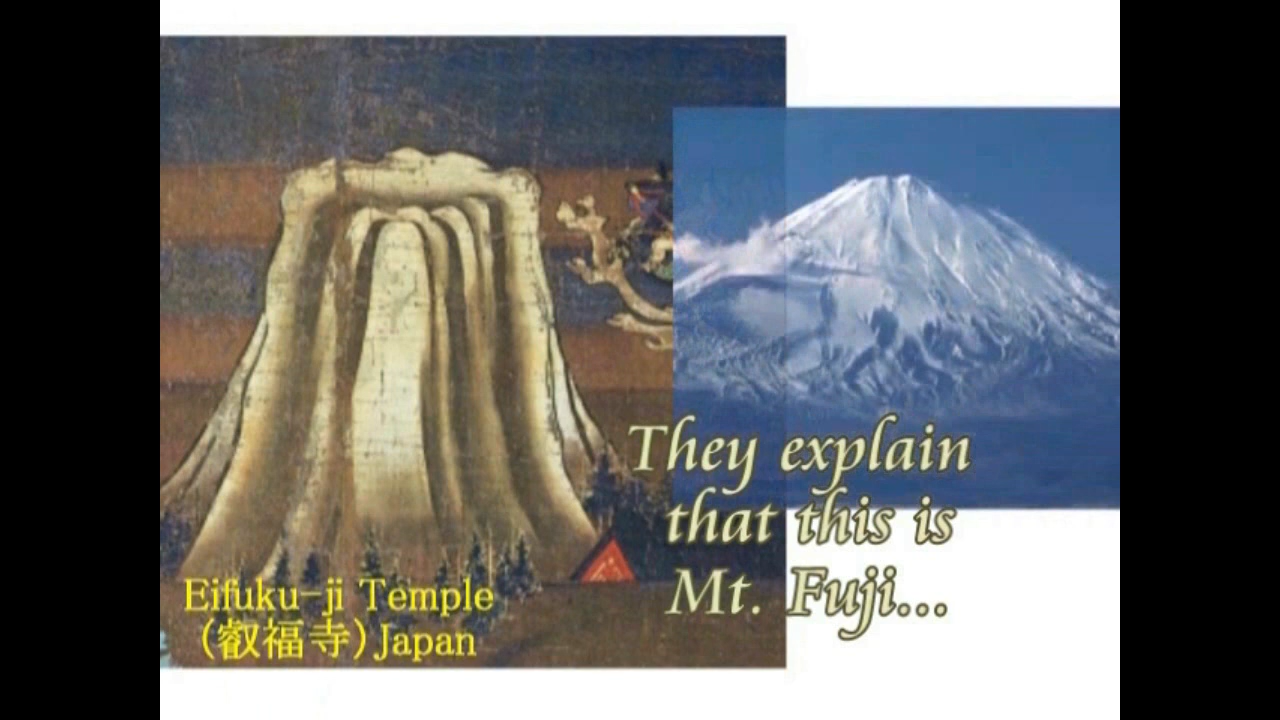 Eifuku-ji Temple
(叡福寺)Japan
They explain
that this is
Mt. Fuji...